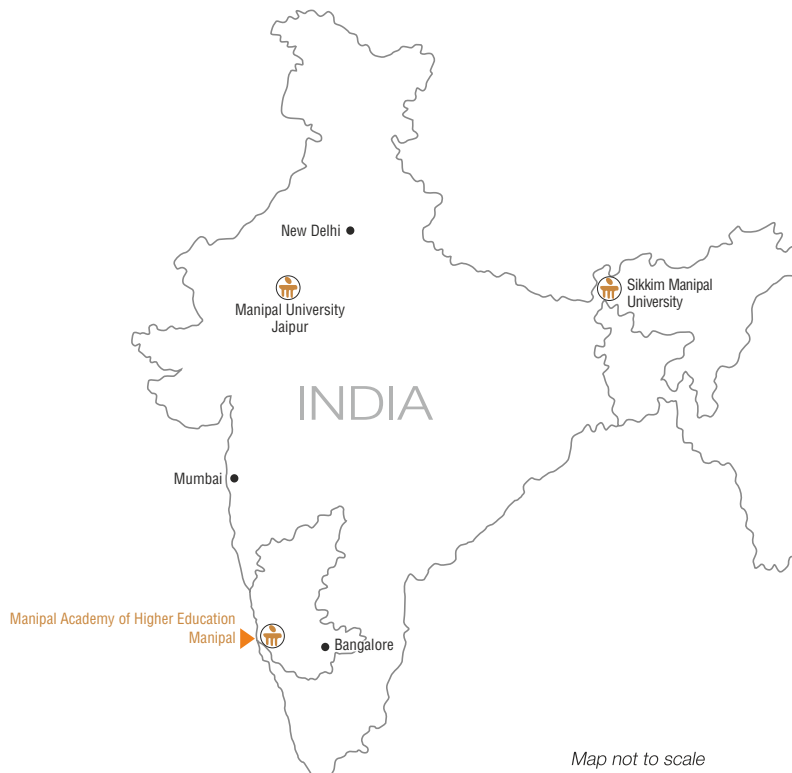 New Delhi
Manipal University
Jaipur
Sikkim Manipal
University
INDIA
Mumbai
Manipal Academy of Higher Education
Manipal
Bangalore
Map not to scale